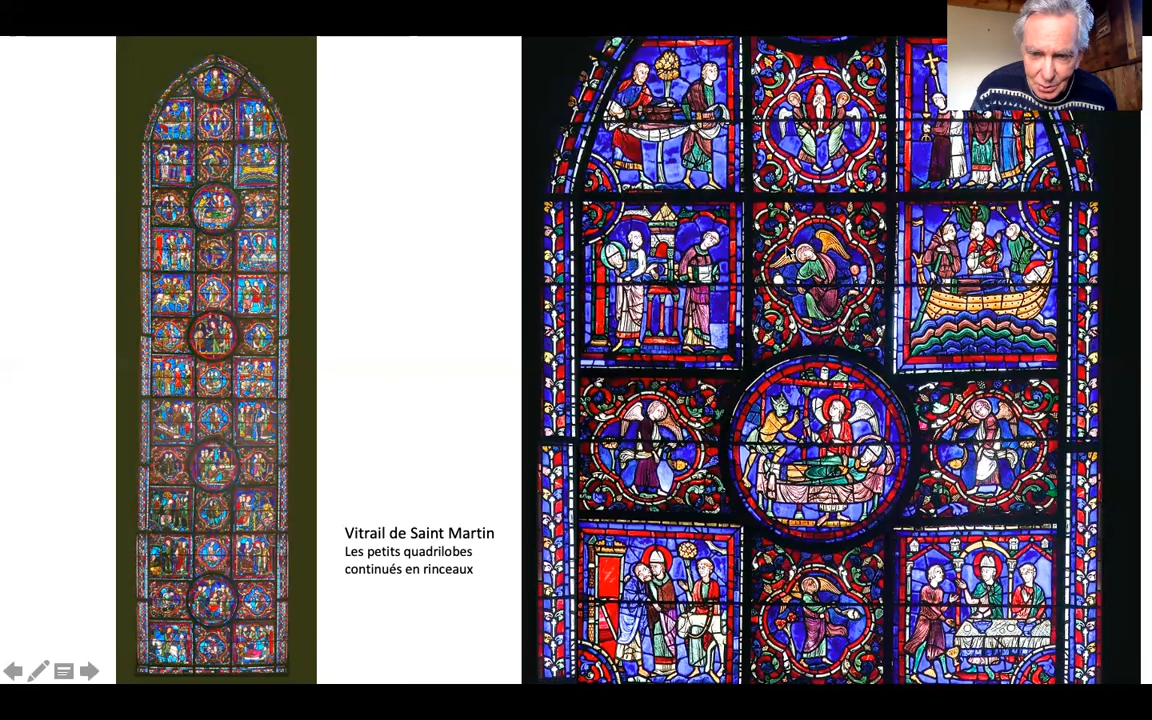 Vitrail de Saint Martin
Les petits quadrilobes
continués en rinceaux